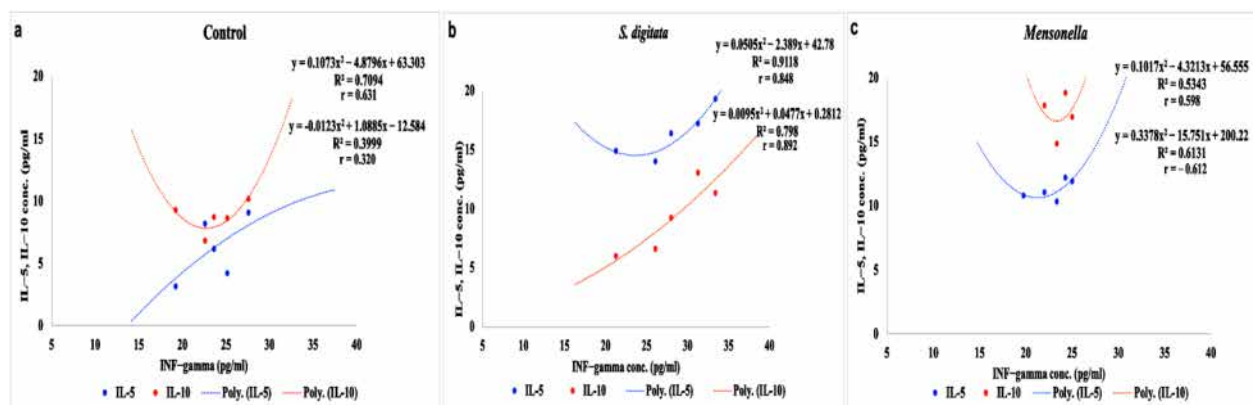 a
Control
y = 0.1073x² − 4.8796x + 63.303
R² = 0.7094
r = 0.631
y = -0.0123x² + 1.0885x − 12.584
R² = 0.3999
r = 0.320
IL−5, IL−10 conc. (pg/ml)
20
15
10
5
0
5 10 15 20 25 30 35 40
INF−gamma (pg/ml)
IL-5 IL-10 Poly. (IL-5) Poly. (IL-10)
b
S. digitata
y = 0.0505x² − 2.389x + 42.78
R² = 0.9118
r = 0.848
y = 0.0095x² + 0.0477x + 0.2812
R² = 0.798
r = 0.892
IL−5, IL−10 conc. (pg/ml)
20
15
10
5
0
5 10 15 20 25 30 35 40
INF−gamma conc. (pg/ml)
IL-5 IL-10 Poly. (IL-5) Poly. (IL-10)
c
Mensonella
y = 0.1017x² − 4.3213x + 56.555
R² = 0.5343
r = 0.598
y = 0.3378x² − 15.751x + 200.22
R² = 0.6131
r = − 0.612
IL−5, IL−10 conc. (pg/ml)
20
15
10
5
0
5 10 15 20 25 30 35 40
INF−gamma conc. (pg/ml)
IL-5 IL-10 Poly. (IL-5) Poly. (IL-10)